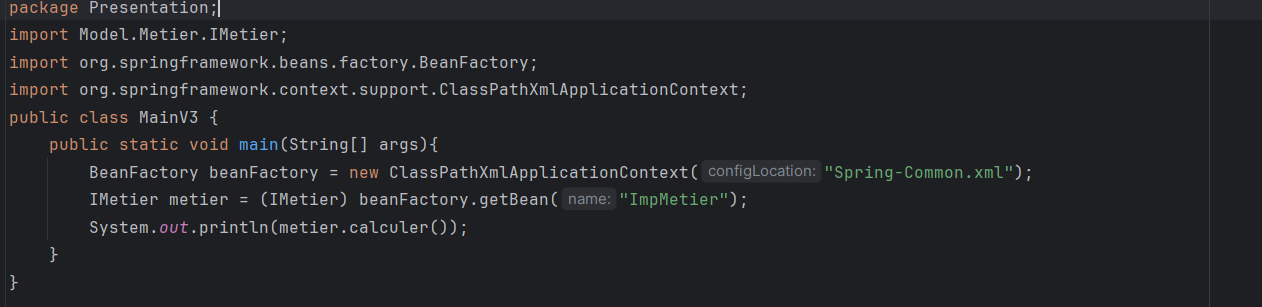 package Presentation;
import Model.Metier.IMetier;
import org.springframework.beans.factory.BeanFactory;
import org.springframework.context.support.ClassPathXmlApplicationContext;
public class MainV3 {
    public static void main(String[] args){
        BeanFactory beanFactory = new ClassPathXmlApplicationContext( configLocation: "Spring-Common.xml");
        IMetier metier = (IMetier) beanFactory.getBean( name: "ImpMetier");
        System.out.println(metier.calculer());
    }
}